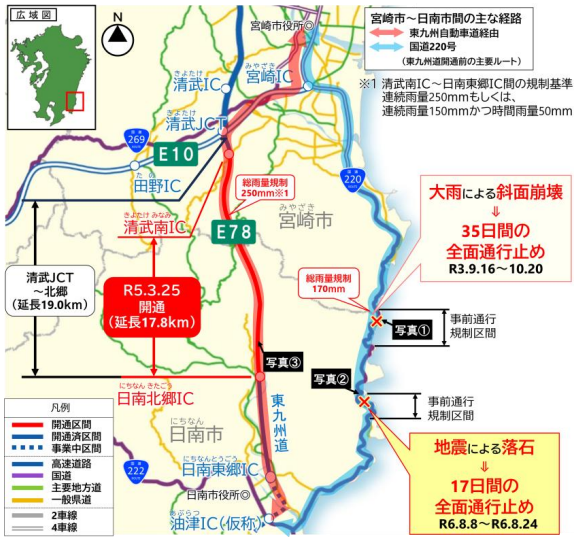 広域図
N
宮崎市役所◎
宮崎市～日南市間の主な経路
東九州自動車道経由
国道220号
(東九州道開通前の主要ルート)
※1 清武南IC～日南東郷IC間の規制基準
連続雨量250mmもしくは、
連続雨量150mmかつ時間雨量50mm
みやざき
宮崎IC
きよたけ
清武IC
きよたけ
清武JCT
国道
269
E10
た の
田野IC
国道
220
きよたけ みなみ
清武南IC
総雨量規制
250mm※1
みやざき
宮崎市
E78
大雨による斜面崩壊
⇓
35日間の
全面通行止め
R3.9.16～10.20
清武JCT
～北郷
(延長19.0km)
R5.3.25
開通
(延長17.8km)
総雨量規制
170mm
写真①
事前通行
規制区間
写真③
写真②
にちなん きたごう
日南北郷IC
事前通行
規制区間
東九州道
にちなん
日南市
凡例
開通区間
開通済区間
事業中区間
高速道路
国道
主要地方道
一般県道
2車線
4車線
国道
222
にちなんとうごう
日南東郷IC
日南市役所◎
あぶらつ
油津IC(仮称)
地震による落石
⇓
17日間の
全面通行止め
R6.8.8～R6.8.24